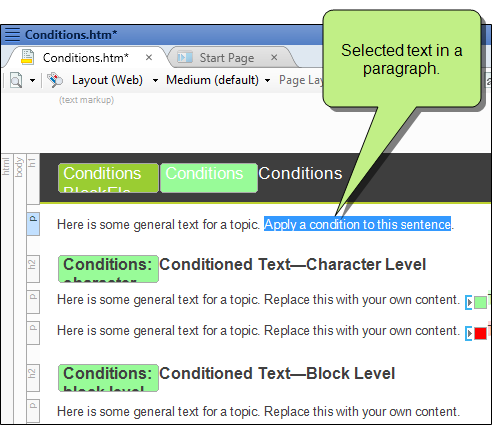 Conditions.htm*
Selected text in a
paragraph.
Conditions.htm* ×
Start Page ×
Layout (Web) Medium (default) Page
(text markup)
html
body
h1
Conditions Conditions Conditions
p
Here is some general text for a topic. Apply a condition to this sentence.
h2
Conditions: Conditioned Text—Character Level
character
p
Here is some general text for a topic. Replace this with your own content.
p
Here is some general text for a topic. Replace this with your own content.
h2
Conditions: Conditioned Text—Block Level
block level
p
Here is some general text for a topic. Replace this with your own content.